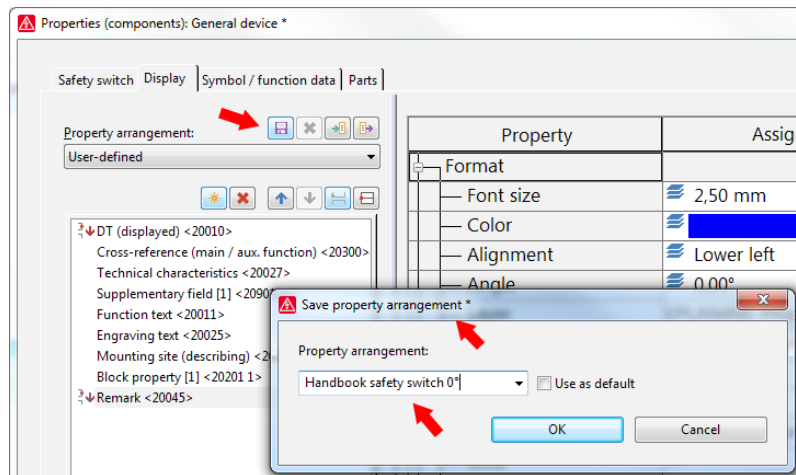 Properties (components): General device *
Safety switch Display Symbol / function data Parts
Property arrangement:
User-defined
DT (displayed) <20010>
Cross-reference (main / aux. function) <20300>
Technical characteristics <20027>
Supplementary field [1] <2090
Function text <20011>
Engraving text <20025>
Mounting site (describing) <20
Block property [1] <20201 1>
Remark <20045>
Property Assig
Format
Font size 2,50 mm
Color
Alignment Lower left
Angle 0,00°
Save property arrangement *
Property arrangement:
Handbook safety switch 0°
Use as default
OK Cancel